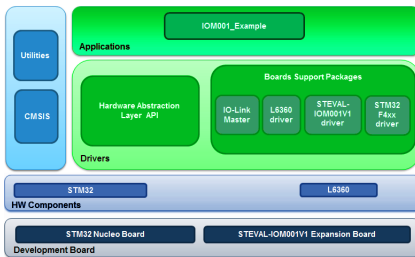 IOM001_Example
Applications
Utilities
CMSIS
Boards Support Packages
Hardware Abstraction
Layer API
IO-Link
Master
L6360
driver
STEVAL-
IOM001V1
driver
STM32
F4xx
driver
Drivers
STM32
L6360
HW Components
STM32 Nucleo Board
STEVAL-IOM001V1 Expansion Board
Development Board